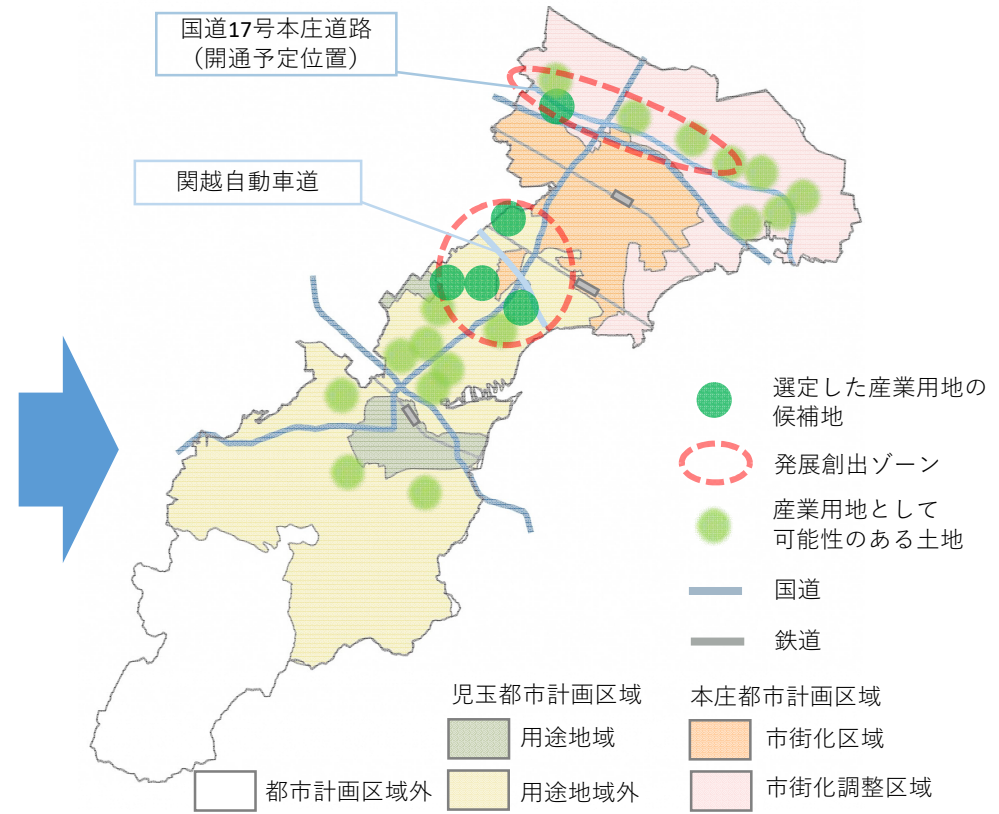 国道17号本庄道路
（開通予定位置）
関越自動車道
選定した産業用地の
候補地
発展創出ゾーン
産業用地として
可能性のある土地
国道
鉄道
児玉都市計画区域
用途地域
用途地域外
本庄都市計画区域
市街化区域
市街化調整区域
都市計画区域外